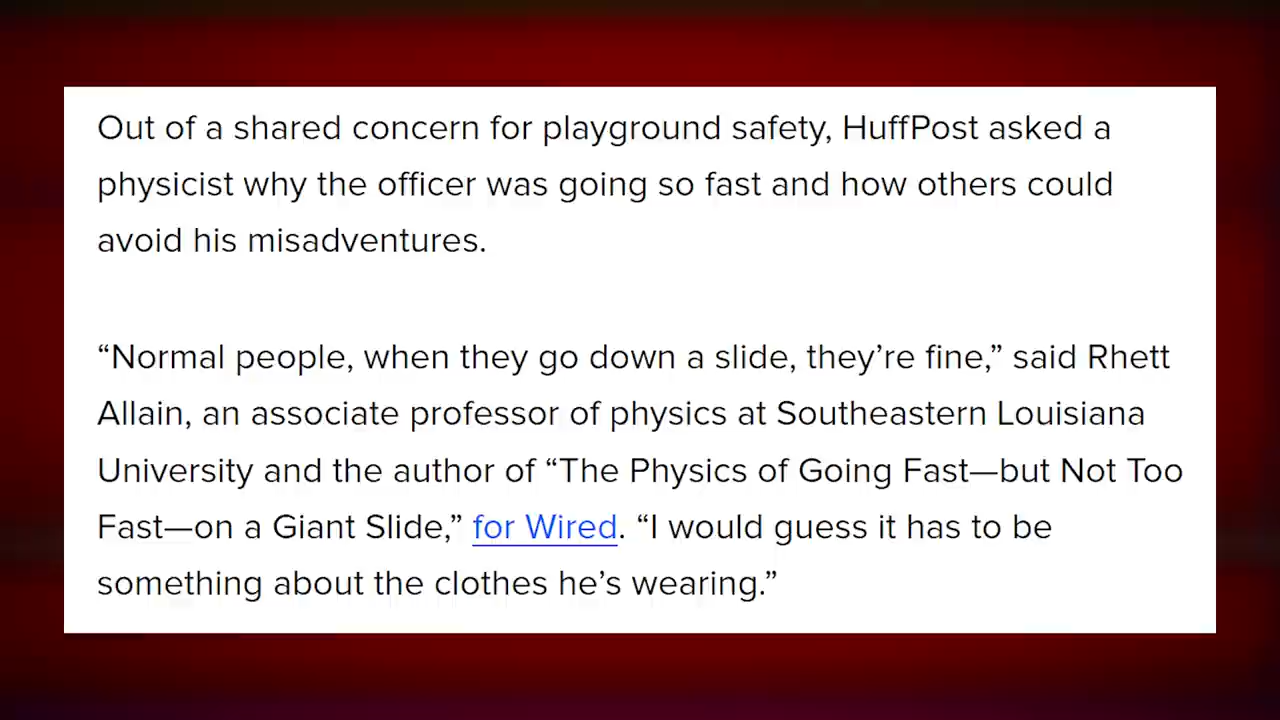 Out of a shared concern for playground safety, HuffPost asked a
physicist why the officer was going so fast and how others could
avoid his misadventures.
“Normal people, when they go down a slide, they’re fine,” said Rhett
Allain, an associate professor of physics at Southeastern Louisiana
University and the author of “The Physics of Going Fast—but Not Too
Fast—on a Giant Slide,” for Wired. “I would guess it has to be
something about the clothes he’s wearing.”